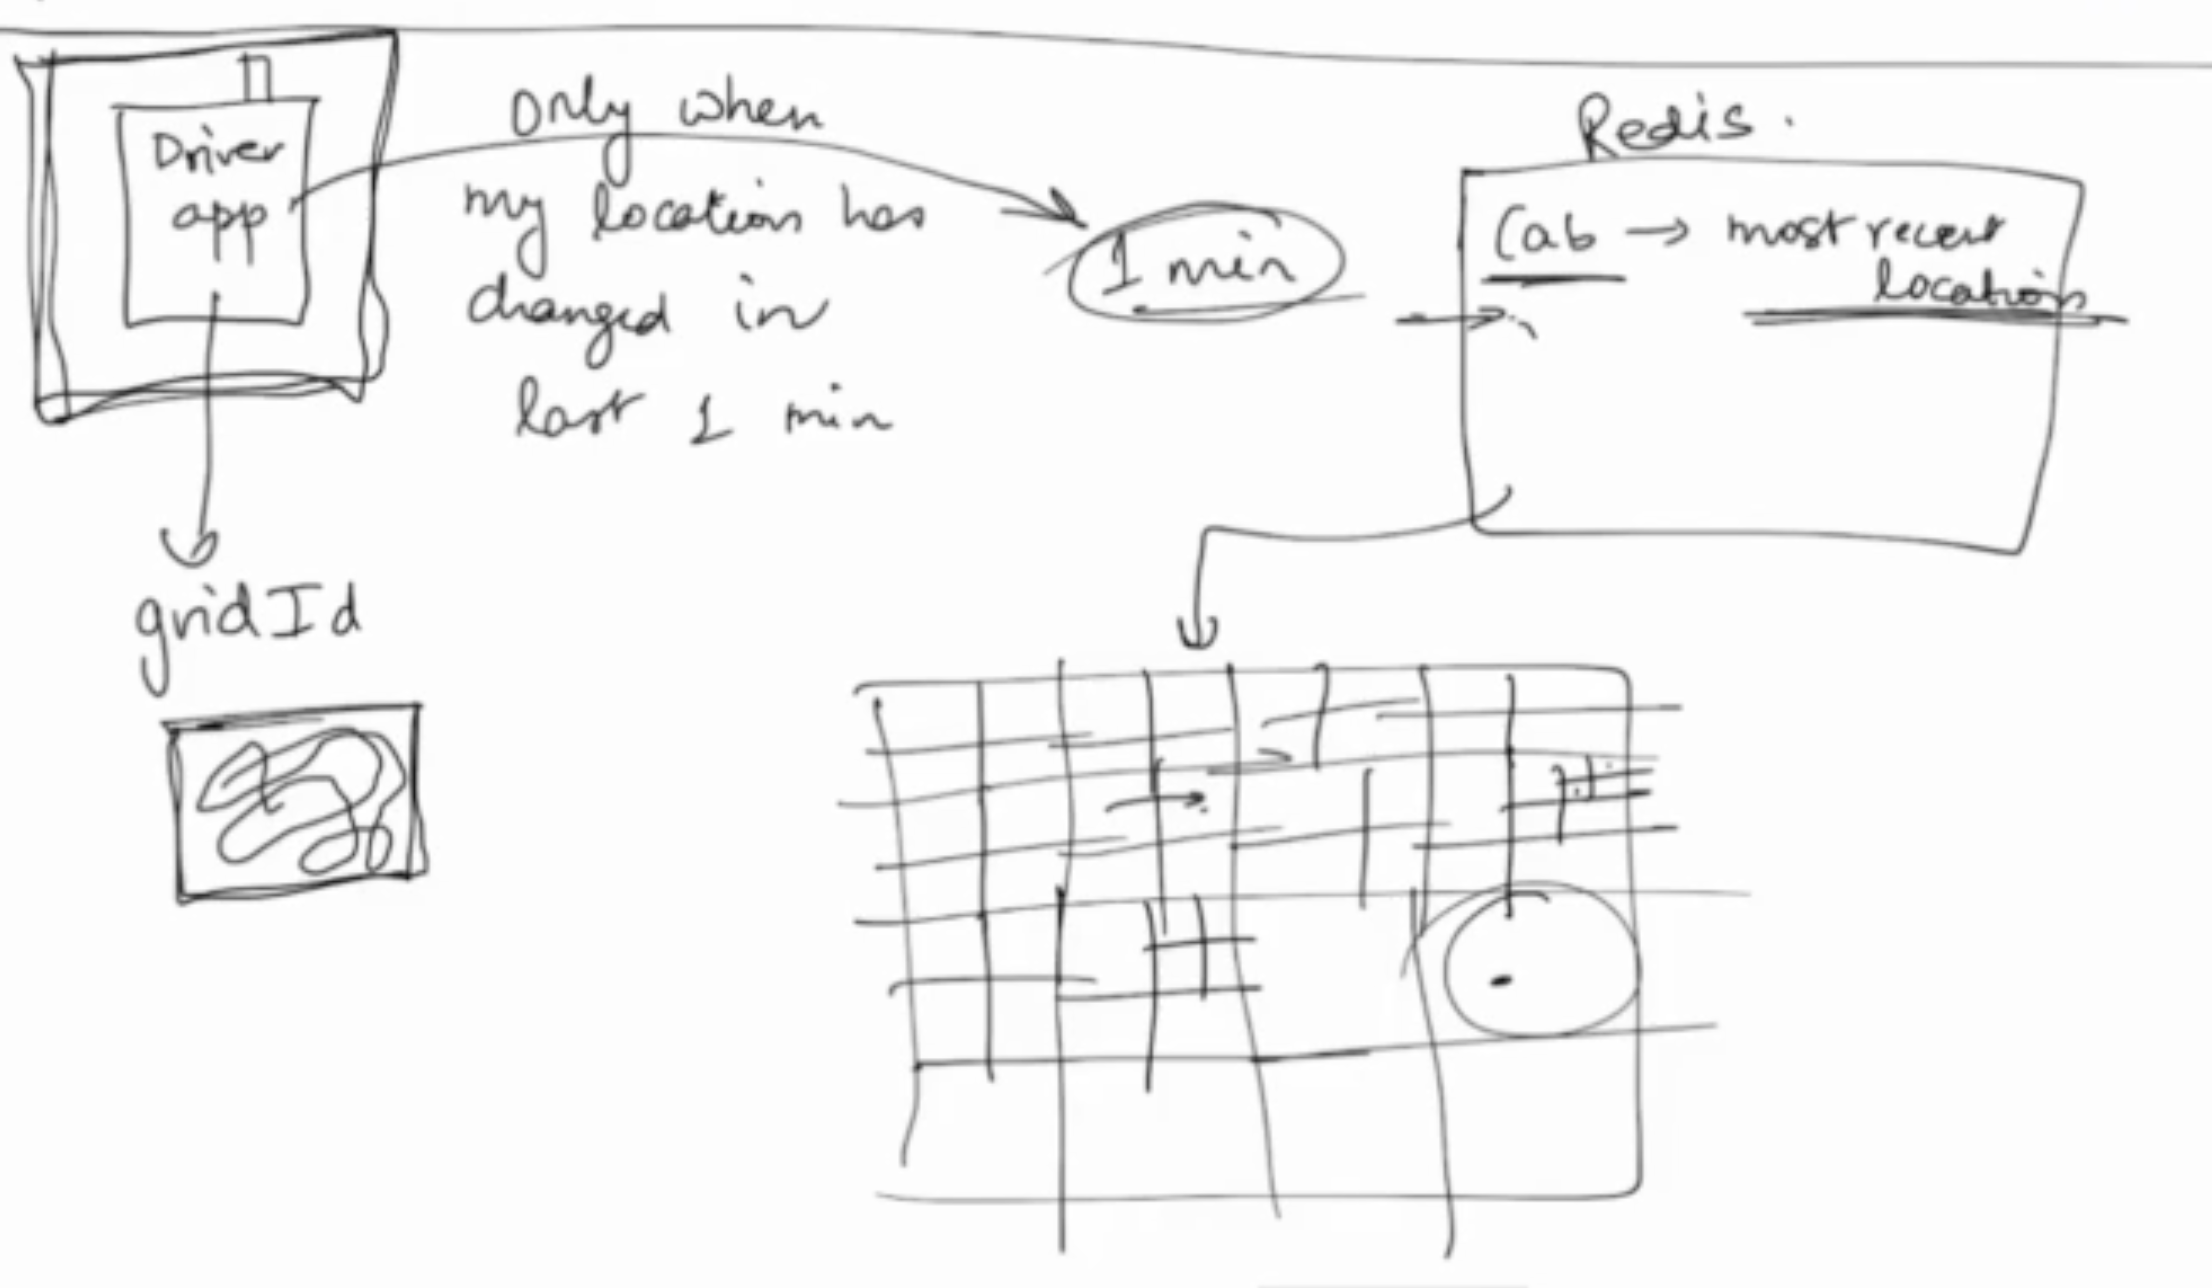 Driver
app
only when
my location has
changed in
last 1 min
1 min
Redis.
Cab → most recent
location
gridId